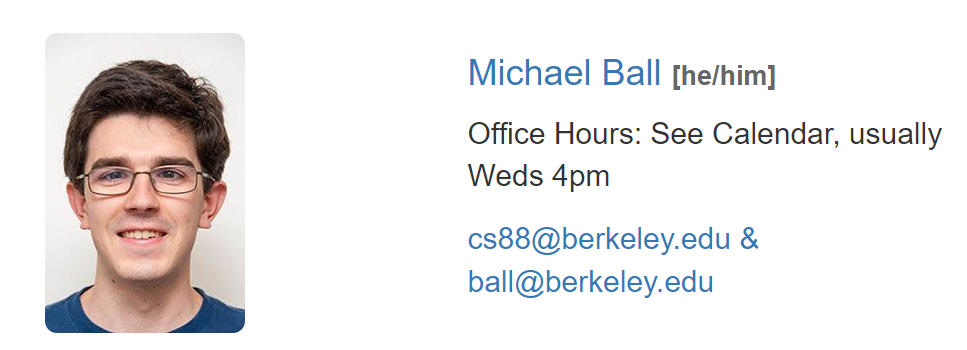 Michael Ball [he/him]
Office Hours: See Calendar, usually
Weds 4pm
cs88@berkeley.edu &
ball@berkeley.edu